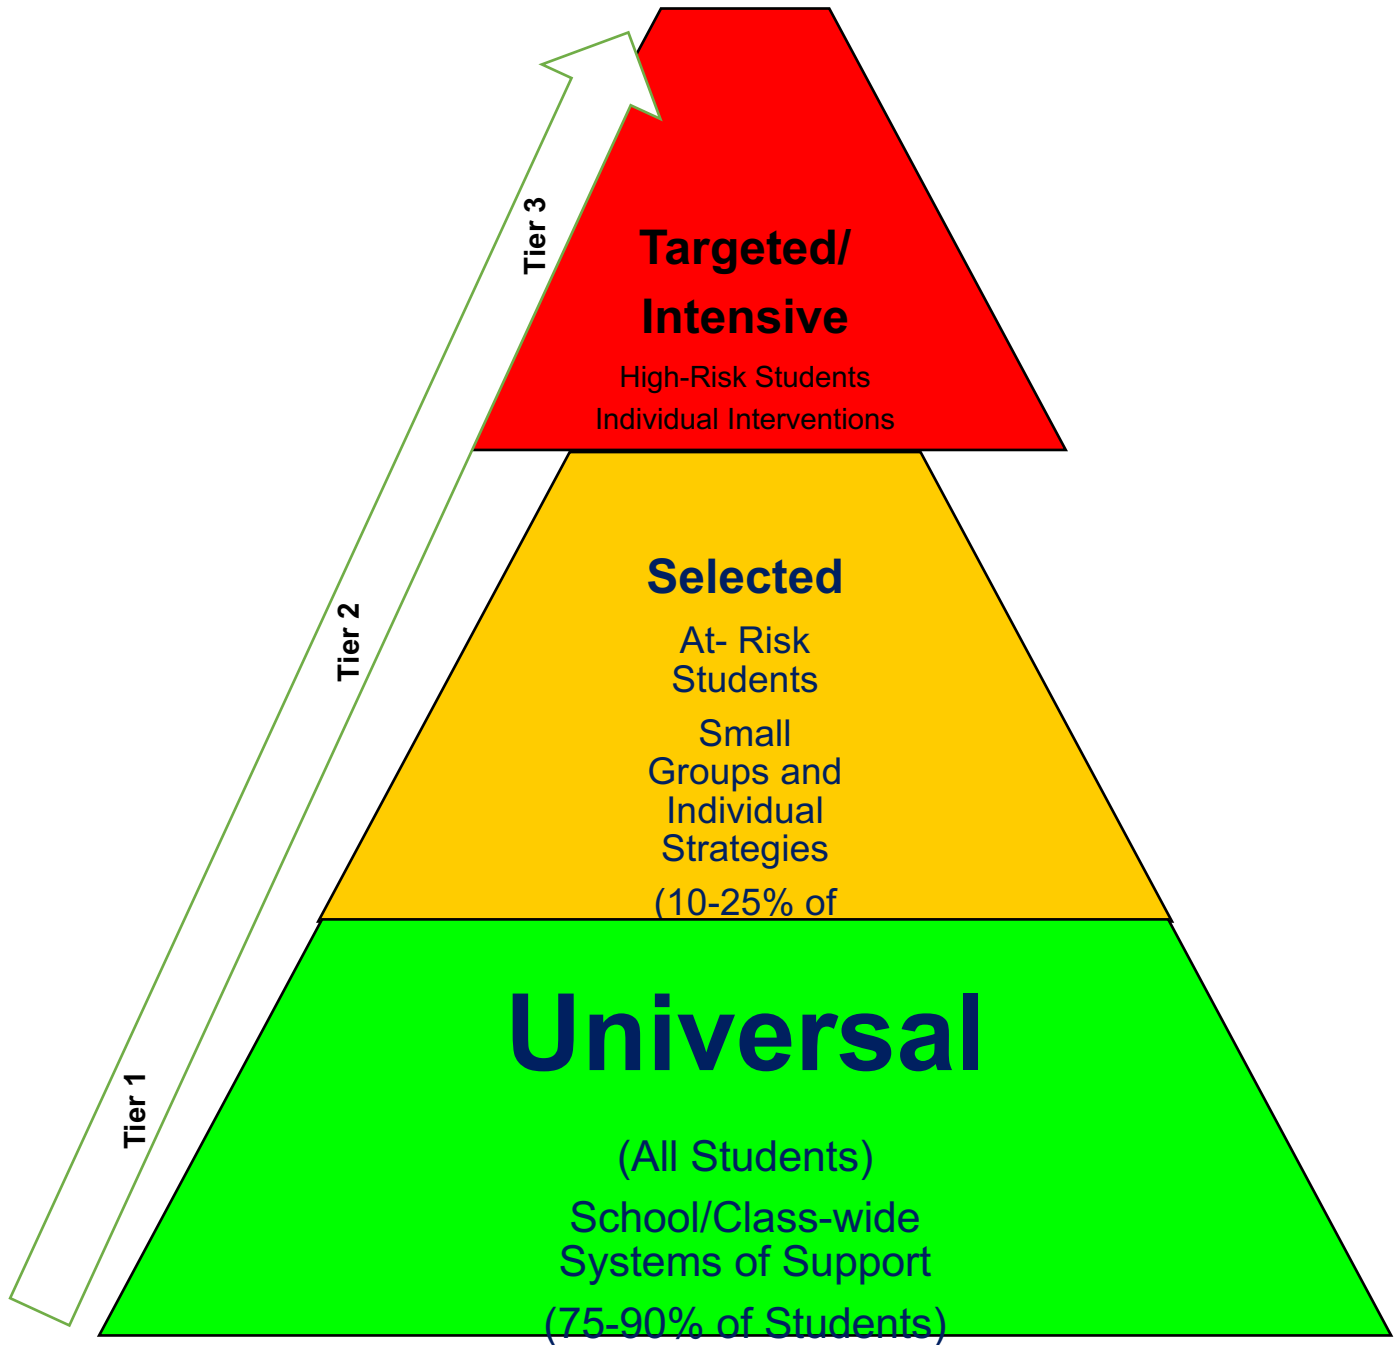 Tier 3
Targeted/
Intensive
High-Risk Students
Individual Interventions
Tier 2
Selected
At- Risk
Students
Small
Groups and
Individual
Strategies
(10-25% of
Tier 1
Universal
(All Students)
School/Class-wide
Systems of Support
(75-90% of Students)